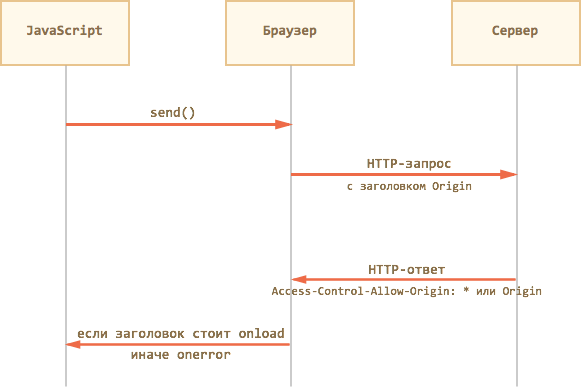 JavaScript
Браузер
Сервер
send()
HTTP-запрос
с заголовком Origin
HTTP-ответ
Access-Control-Allow-Origin: * или Origin
если заголовок стоит onload
иначе onerror